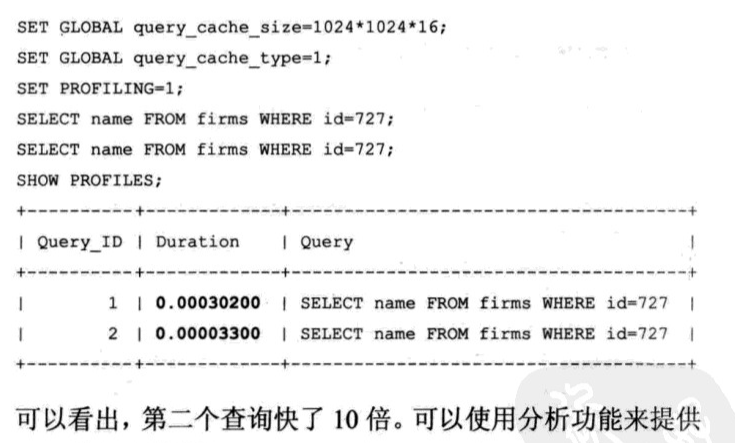 SET GLOBAL query_cache_size=1024*1024*16;
SET GLOBAL query_cache_type=1;
SET PROFILING=1;
SELECT name FROM firms WHERE id=727;
SELECT name FROM firms WHERE id=727;
SHOW PROFILES;
+----------+-------------+-------------------------------------+
| Query_ID | Duration | Query |
+----------+-------------+-------------------------------------+
| 1 | 0.00030200 | SELECT name FROM firms WHERE id=727 |
| 2 | 0.00003300 | SELECT name FROM firms WHERE id=727 |
+----------+-------------+-------------------------------------+
可以看出，第二个查询快了 10 倍。可以使用分析功能来提供